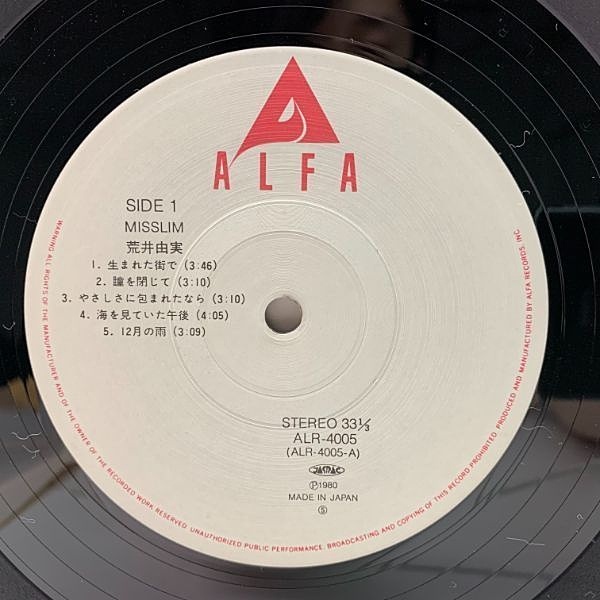 ALFA
SIDE 1
MISSLIM
荒井由実
1. 生まれた街で (3:46)
2. 瞳を閉じて (3:10)
3. やさしさに包まれたなら (3:10)
4. 海を見ていた午後 (4:05)
5. 12月の雨 (3:09)
STEREO 33⅓
ALR-4005
(ALR-4005-A)
JASRAC
Ⓟ1980
MADE IN JAPAN
Ⓢ
WARNING: ALL RIGHTS OF THE MANUFACTURER AND OF THE OWNER OF THE RECORDED WORK RESERVED. UNAUTHORIZED PUBLIC PERFORMANCE, BROADCASTING AND COPYING OF THIS RECORD PROHIBITED. PRODUCED AND MANUFACTURED BY ALFA RECORDS, INC.